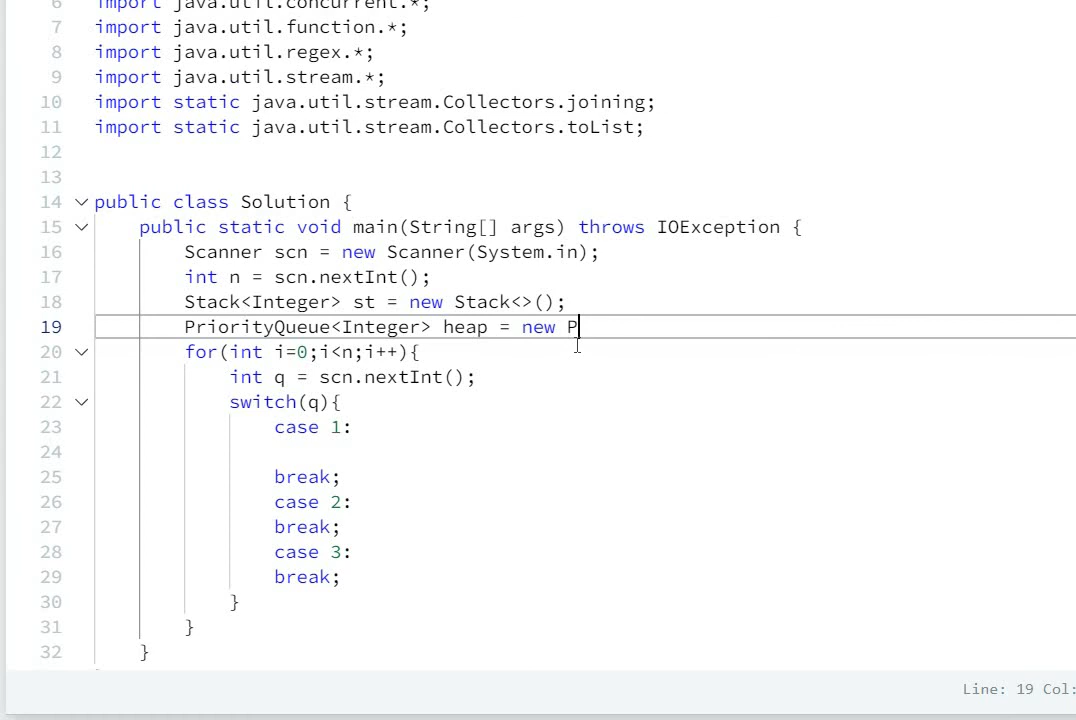 6 import java.util.concurrent.*;
7 import java.util.function.*;
8 import java.util.regex.*;
9 import java.util.stream.*;
10 import static java.util.stream.Collectors.joining;
11 import static java.util.stream.Collectors.toList;
12
13
14 public class Solution {
15 public static void main(String[] args) throws IOException {
16 Scanner scn = new Scanner(System.in);
17 int n = scn.nextInt();
18 Stack<Integer> st = new Stack<>();
19 PriorityQueue<Integer> heap = new P
20 for(int i=0;i<n;i++){
21 int q = scn.nextInt();
22 switch(q){
23 case 1:
24
25 break;
26 case 2:
27 break;
28 case 3:
29 break;
30 }
31 }
32 }
Line: 19 Col: